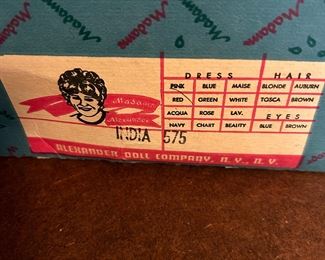 Madame
Madame
Madame
DRESS HAIR
PINK BLUE MAISE BLONDE AUBURN
RED GREEN WHITE TOSCA BROWN
ACQUA ROSE LAV. EYES
NAVY CHART BEAUTY BLUE BROWN
Madame
Alexander
INDIA 575
ALEXANDER DOLL COMPANY, N.Y., N.Y.